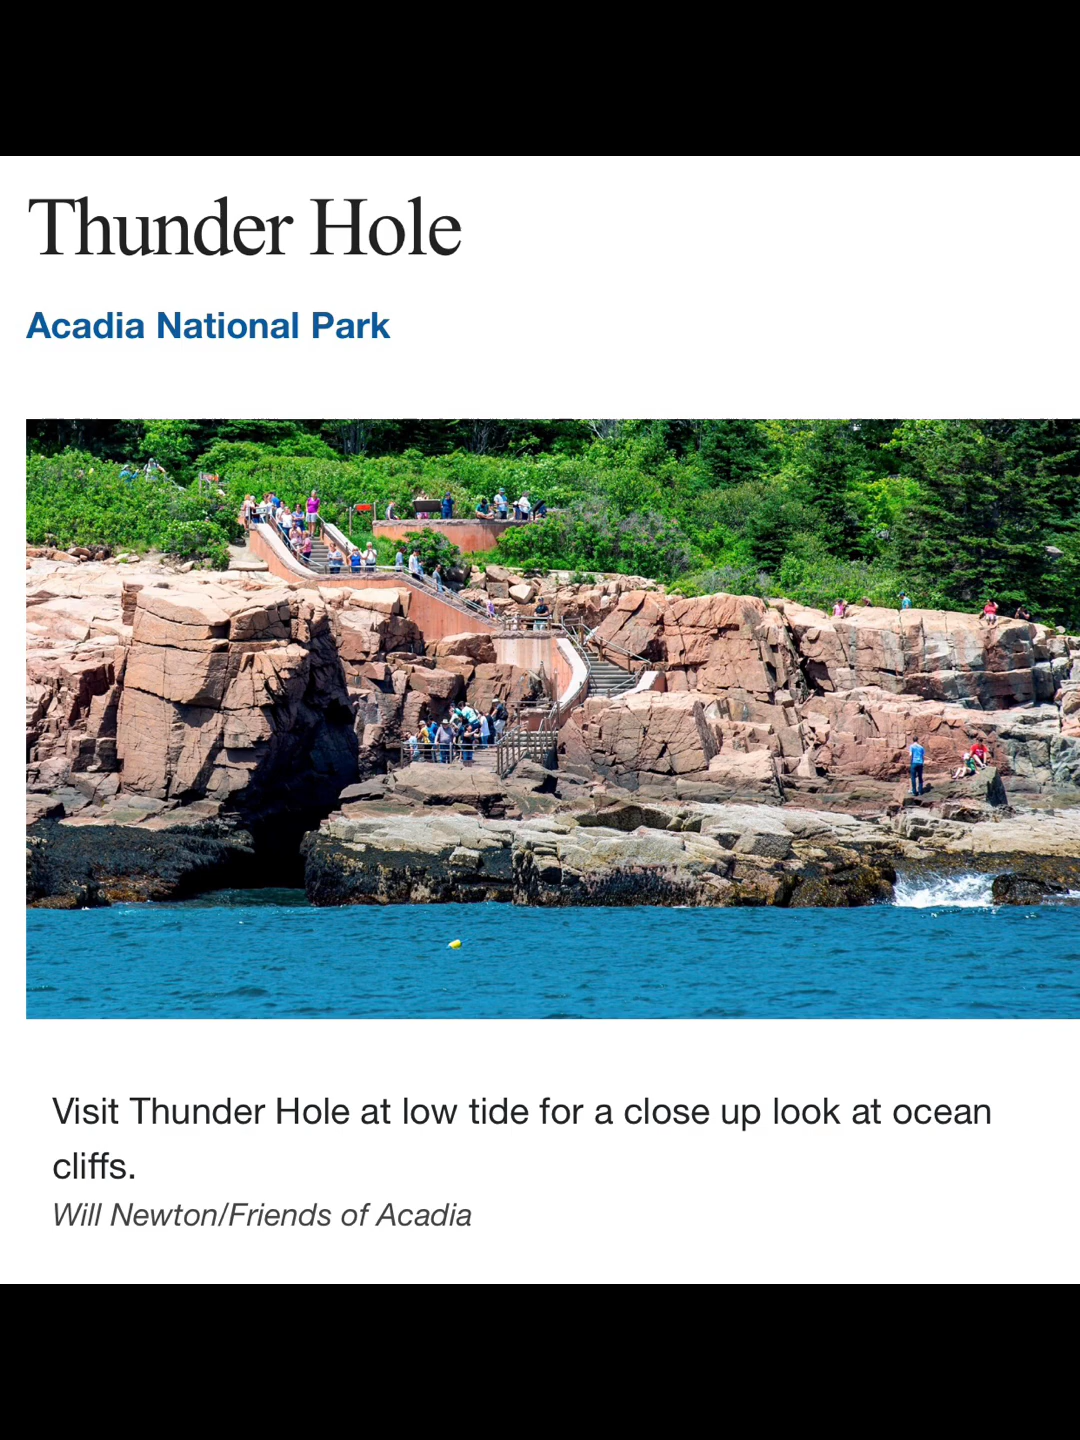 Thunder Hole
Acadia National Park
Visit Thunder Hole at low tide for a close up look at ocean
cliffs.
Will Newton/Friends of Acadia